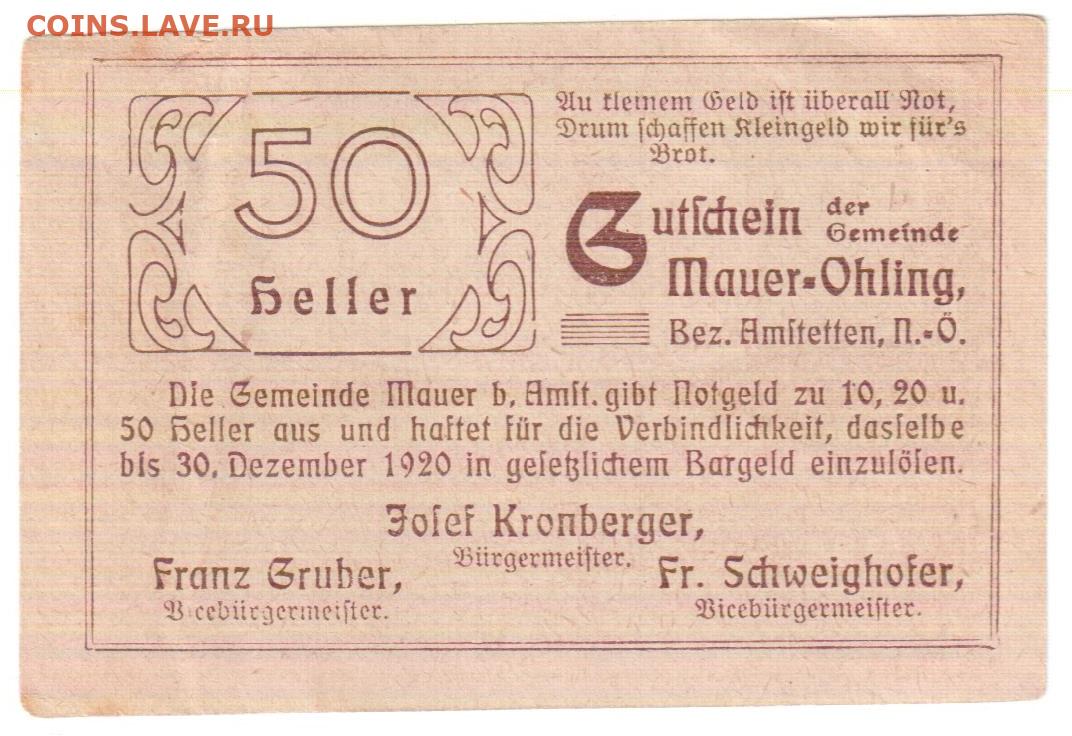 COINS.LAVE.RU
50
Heller
An kleinem Geld ist überall Not,
Drum schaffen Kleingeld wir für's
Brot.
Gutschein der
Gemeinde
Mauer=Ohling,
Bez. Amstetten, N.=Ö.
Die Gemeinde Mauer b. Amst. gibt Notgeld zu 10, 20 u.
50 Heller aus und haftet für die Verbindlichkeit, dasselbe
bis 30. Dezember 1920 in gesetzlichem Bargeld einzulösen.
Josef Kronberger,
Bürgermeister.
Franz Gruber,
Vicebürgermeister.
Fr. Schweighofer,
Vicebürgermeister.